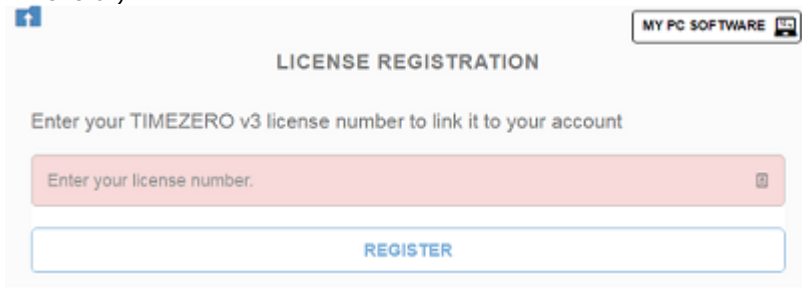 MY PC SOFTWARE
LICENSE REGISTRATION
Enter your TIMEZERO v3 license number to link it to your account
Enter your license number.
REGISTER